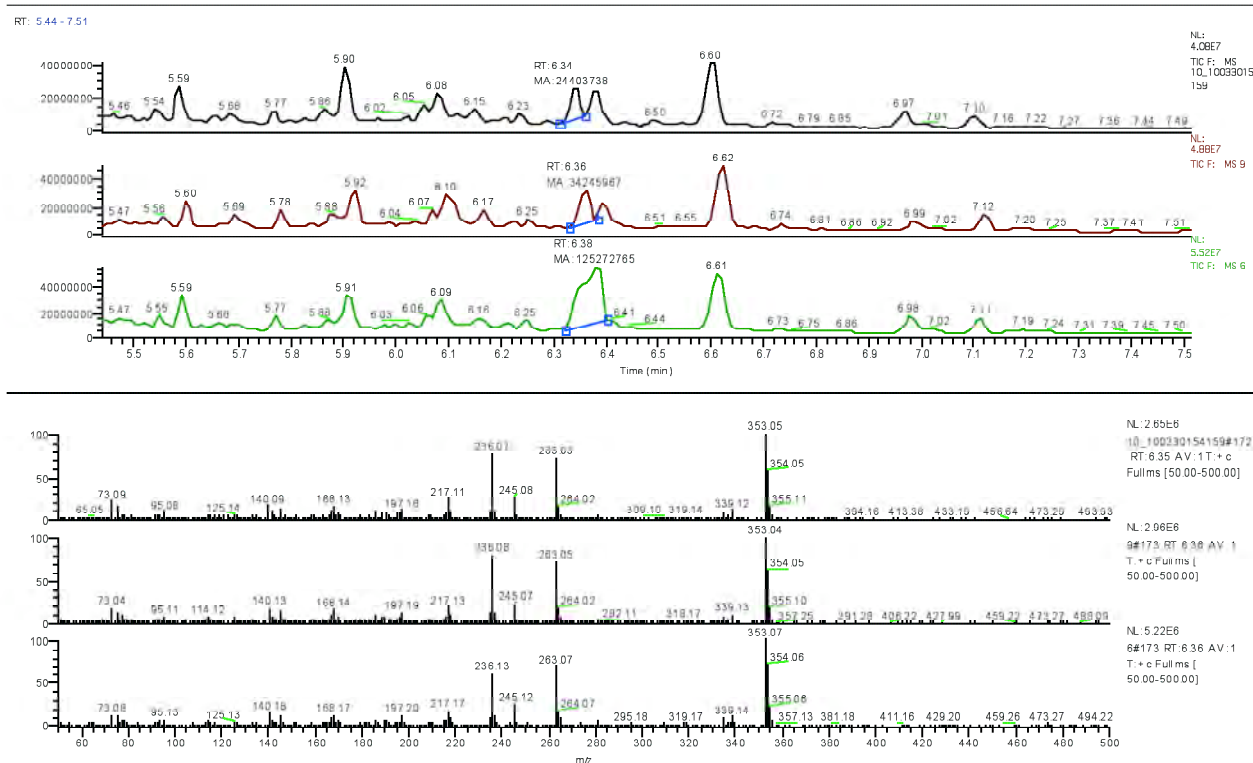 RT: 5.44 - 7.51
NL:
4.08E7
TIC F: MS
10_10033015
159
RT: 6.34
MA: 24403738
40000000
20000000
0
5.46 5.54 5.59 5.68 5.77 5.86 5.90 6.02 6.05 6.08 6.15 6.23 6.50 6.60 6.79 6.85 6.97 7.01 7.10 7.16 7.22 7.27 7.36 7.44 7.49
NL:
4.88E7
TIC F: MS 9
RT: 6.36
MA: 34245967
40000000
20000000
0
5.47 5.56 5.60 5.69 5.78 5.88 5.92 6.04 6.07 6.10 6.17 6.25 6.51 6.55 6.62 6.74 6.81 6.86 6.92 6.99 7.02 7.12 7.20 7.25 7.37 7.41 7.51
NL:
5.52E7
TIC F: MS 6
RT: 6.38
MA: 125272765
40000000
20000000
0
5.47 5.55 5.59 5.66 5.77 5.88 5.91 6.03 6.06 6.09 6.16 6.25 6.41 6.44 6.61 6.73 6.75 6.86 6.98 7.02 7.11 7.19 7.24 7.31 7.39 7.45 7.50
5.5 5.6 5.7 5.8 5.9 6.0 6.1 6.2 6.3 6.4 6.5 6.6 6.7 6.8 6.9 7.0 7.1 7.2 7.3 7.4 7.5
Time (min)
NL: 2.65E6
10_100330154159#172
RT: 6.35 AV: 1 T: + c
Full ms [50.00-500.00]
100
50
0
65.05 73.09 95.08 125.14 140.09 168.13 197.16 217.11 245.08 264.02 309.10 319.14 339.12 353.05 354.05 355.11 394.16 413.38 433.16 456.64 473.20
NL: 2.96E6
9#173 RT: 6.36 AV: 1
T: + c Full ms [
50.00-500.00]
100
50
0
73.04 95.11 114.12 140.13 168.14 197.19 217.13 236.08 245.07 263.05 264.02 282.11 318.17 339.13 353.04 354.05 355.10 357.25 391.28 427.99 459.22 473.27 488.09
NL: 5.22E6
6#173 RT: 6.36 AV: 1
T: + c Full ms [
50.00-500.00]
100
50
0
73.08 95.13 125.13 140.18 168.17 197.20 217.17 236.13 245.12 263.07 264.07 295.18 319.17 339.14 353.07 354.06 355.06 357.13 381.18 411.16 429.20 459.26 473.27 494.22
60 80 100 120 140 160 180 200 220 240 260 280 300 320 340 360 380 400 420 440 460 480 500
m/z